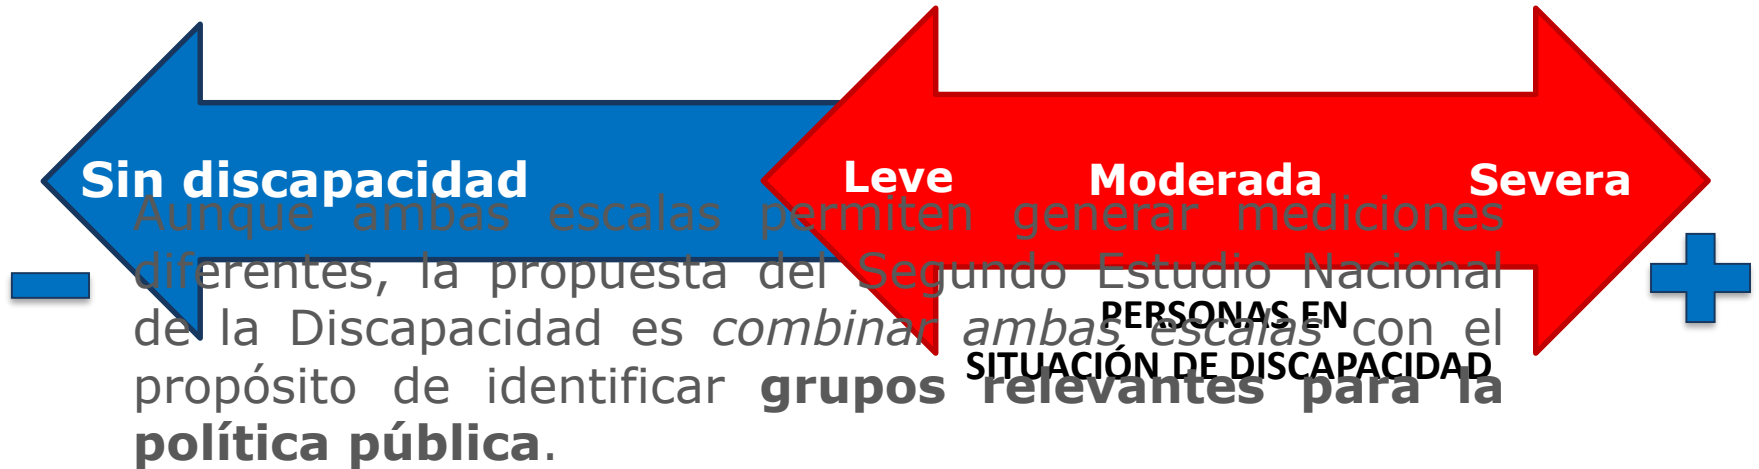 Sin discapacidad
Leve
Moderada
Severa
Aunque ambas escalas permiten generar mediciones
diferentes, la propuesta del Segundo Estudio Nacional
de la Discapacidad es combinar ambas escalas con el
propósito de identificar grupos relevantes para la
política pública.
PERSONAS EN
SITUACIÓN DE DISCAPACIDAD